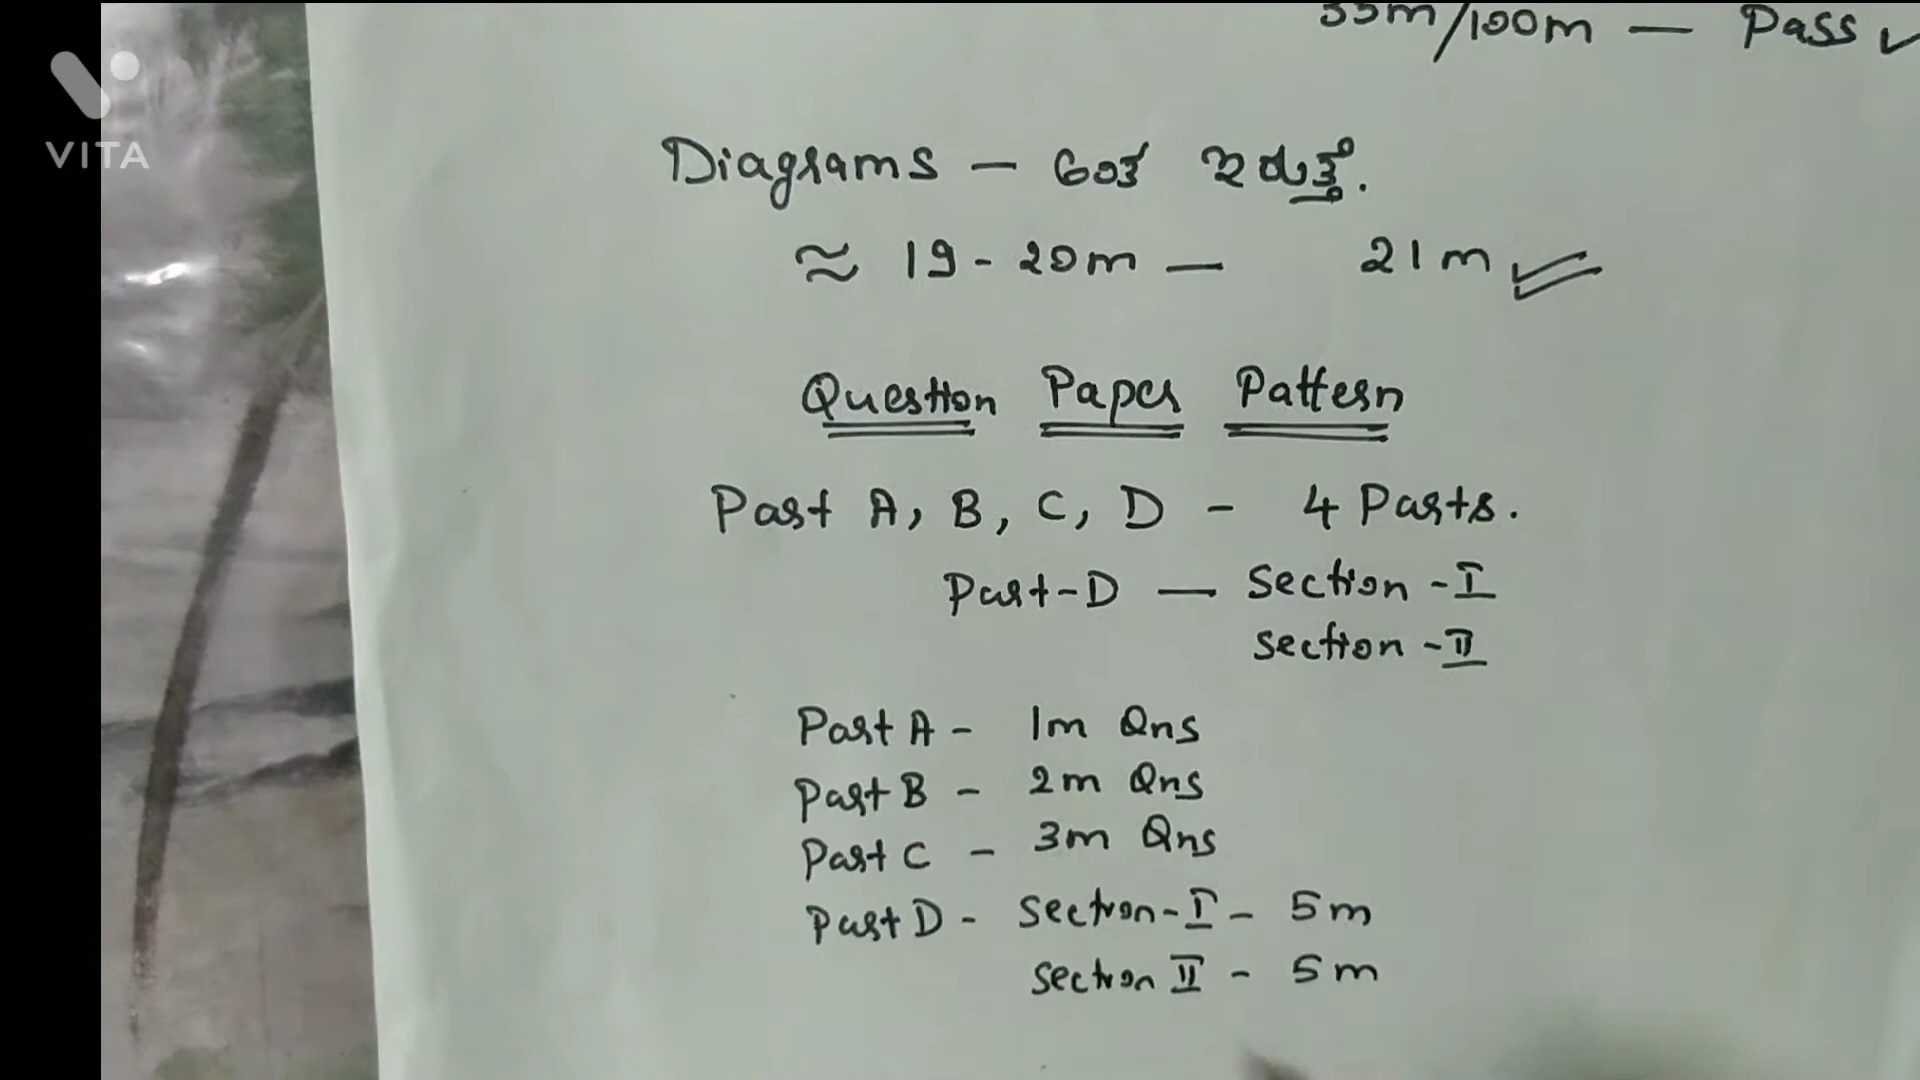 35m/100m — Pass ✓
Diagrams — ಅಂತ ಇರುತ್ತೆ.
≈ 19 - 20m — 21m
Question Paper Pattern
Part A, B, C, D - 4 Parts.
Part-D — Section -I
Section -II
Part A - 1m Qns
Part B - 2m Qns
Part C - 3m Qns
Part D - Section-I - 5m
Section II - 5m
VITA